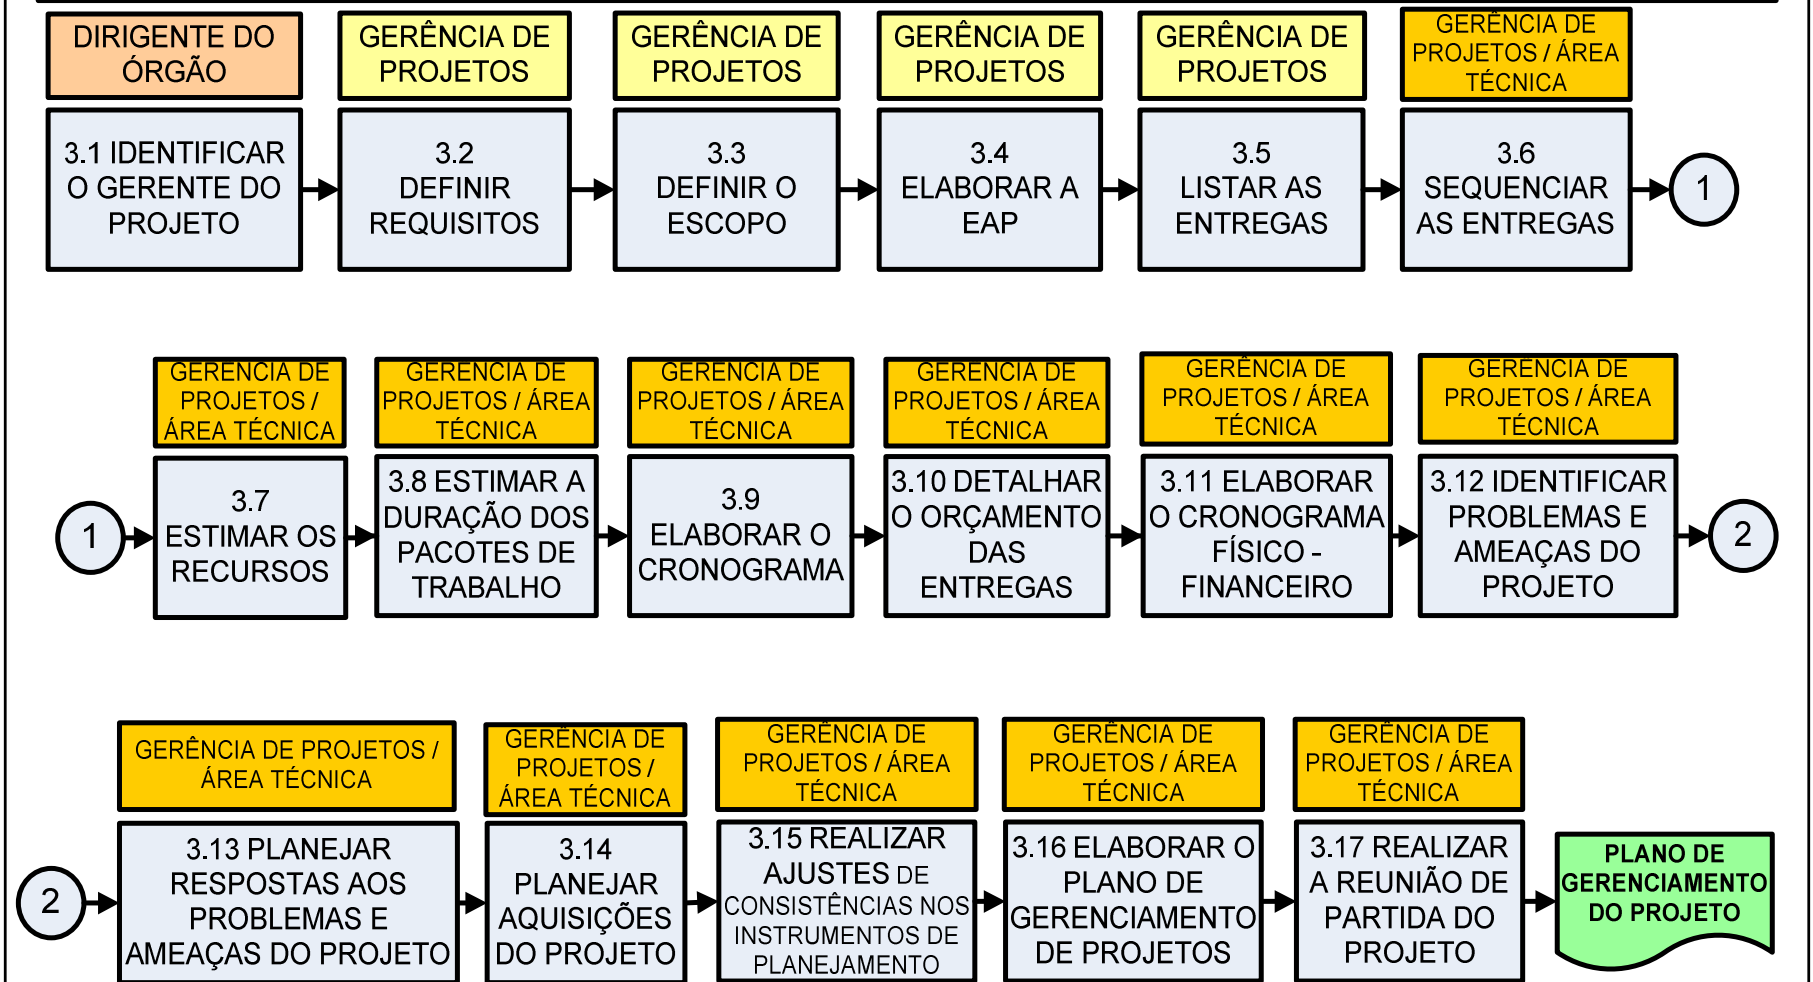 DIRIGENTE DO
ÓRGÃO
GERÊNCIA DE
PROJETOS
GERÊNCIA DE
PROJETOS
GERÊNCIA DE
PROJETOS
GERÊNCIA DE
PROJETOS
GERÊNCIA DE
PROJETOS / ÁREA
TÉCNICA
3.1 IDENTIFICAR
O GERENTE DO
PROJETO
3.2
DEFINIR
REQUISITOS
3.3
DEFINIR O
ESCOPO
3.4
ELABORAR A
EAP
3.5
LISTAR AS
ENTREGAS
3.6
SEQUENCIAR
AS ENTREGAS
1
GERÊNCIA DE
PROJETOS /
ÁREA TÉCNICA
GERÊNCIA DE
PROJETOS / ÁREA
TÉCNICA
GERÊNCIA DE
PROJETOS / ÁREA
TÉCNICA
GERÊNCIA DE
PROJETOS / ÁREA
TÉCNICA
GERÊNCIA DE
PROJETOS / ÁREA
TÉCNICA
GERÊNCIA DE
PROJETOS / ÁREA
TÉCNICA
1
3.7
ESTIMAR OS
RECURSOS
3.8 ESTIMAR A
DURAÇÃO DOS
PACOTES DE
TRABALHO
3.9
ELABORAR O
CRONOGRAMA
3.10 DETALHAR
O ORÇAMENTO
DAS
ENTREGAS
3.11 ELABORAR
O CRONOGRAMA
FÍSICO -
FINANCEIRO
3.12 IDENTIFICAR
PROBLEMAS E
AMEAÇAS DO
PROJETO
2
GERÊNCIA DE PROJETOS /
ÁREA TÉCNICA
GERÊNCIA DE
PROJETOS /
ÁREA TÉCNICA
GERÊNCIA DE
PROJETOS / ÁREA
TÉCNICA
GERÊNCIA DE
PROJETOS / ÁREA
TÉCNICA
GERÊNCIA DE
PROJETOS / ÁREA
TÉCNICA
2
3.13 PLANEJAR
RESPOSTAS AOS
PROBLEMAS E
AMEAÇAS DO PROJETO
3.14
PLANEJAR
AQUISIÇÕES
DO PROJETO
3.15 REALIZAR
AJUSTES DE
CONSISTÊNCIAS NOS
INSTRUMENTOS DE
PLANEJAMENTO
3.16 ELABORAR O
PLANO DE
GERENCIAMENTO
DE PROJETOS
3.17 REALIZAR
A REUNIÃO DE
PARTIDA DO
PROJETO
PLANO DE
GERENCIAMENTO
DO PROJETO